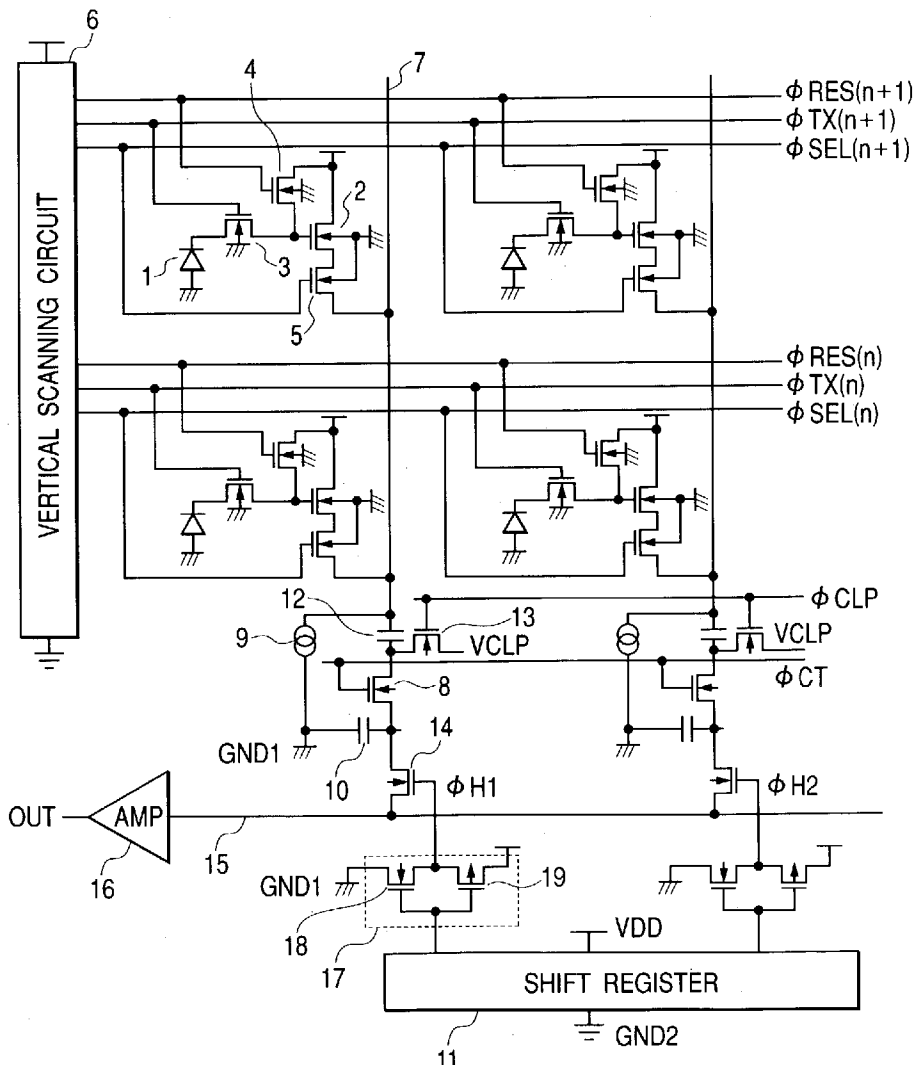 6
4
7
φRES(n+1)
φTX(n+1)
φSEL(n+1)
2
1
3
5
VERTICAL SCANNING CIRCUIT
φRES(n)
φTX(n)
φSEL(n)
12
13
φCLP
9
VCLP
VCLP
8
φCT
GND1
10
14
φH1
φH2
OUT
AMP
15
16
GND1
19
18
17
VDD
SHIFT REGISTER
11
GND2